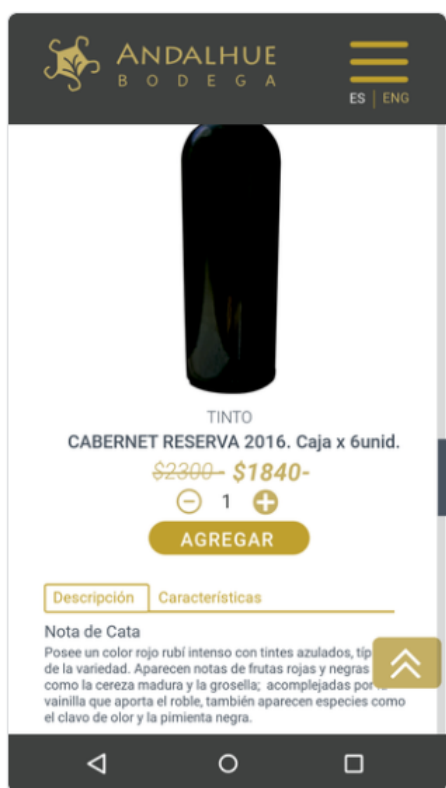 ANDALHUE
BODEGA
ES | ENG
TINTO
CABERNET RESERVA 2016. Caja x 6unid.
$2300- $1840-
1
AGREGAR
Descripción Características
Nota de Cata
Posee un color rojo rubí intenso con tintes azulados,
de la variedad. Aparecen notas de frutas rojas y negras
como la cereza madura y la grosella; acomplejadas por
vainilla que aporta el roble, también aparecen especies como
el clavo de olor y la pimienta negra.